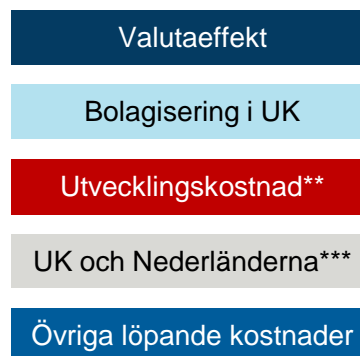 Valutaeffekt
Bolagisering i UK
Utvecklingskostnad**
UK och Nederländerna***
Övriga löpande kostnader